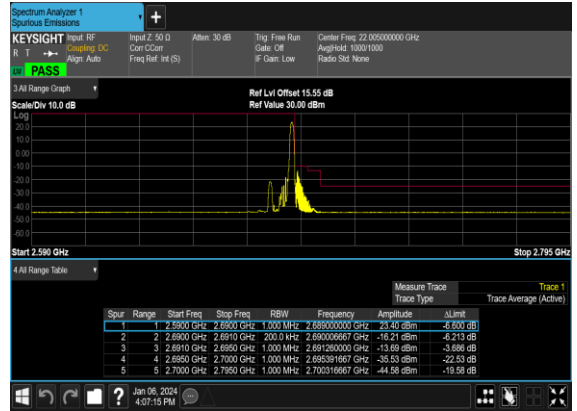 Spectrum Analyzer 1
Spurious Emissions
KEYSIGHT
R T
Input: RF
Coupling: DC
Align: Auto
Input Z: 50 Ω
Corr CCorr
Freq Ref: Int (S)
Atten: 30 dB
Trig: Free Run
Gate: Off
IF Gain: Low
Center Freq: 22.005000000 GHz
Avg|Hold: 1000/1000
Radio Std: None
PASS
3 All Range Graph
Ref Lvl Offset 15.55 dB
Scale/Div 10.0 dB
Ref Value 30.00 dBm
Log
20.0
10.0
0.00
-10.0
-20.0
-30.0
-40.0
-50.0
-60.0
Start 2.590 GHz
Stop 2.795 GHz
4 All Range Table
Measure Trace Trace 1
Trace Type Trace Average (Active)
Spur Range Start Freq Stop Freq RBW Frequency Amplitude ΔLimit
1 1 2.5900 GHz 2.6900 GHz 1.000 MHz 2.689000000 GHz 23.40 dBm -6.600 dB
2 2 2.6900 GHz 2.6910 GHz 200.0 kHz 2.690006667 GHz -16.21 dBm -6.213 dB
3 3 2.6910 GHz 2.6950 GHz 1.000 MHz 2.691260000 GHz -13.69 dBm -3.686 dB
4 4 2.6950 GHz 2.7000 GHz 1.000 MHz 2.695391667 GHz -35.53 dBm -22.53 dB
5 5 2.7000 GHz 2.7950 GHz 1.000 MHz 2.700316667 GHz -44.58 dBm -19.58 dB
?
Jan 06, 2024
4:07:15 PM